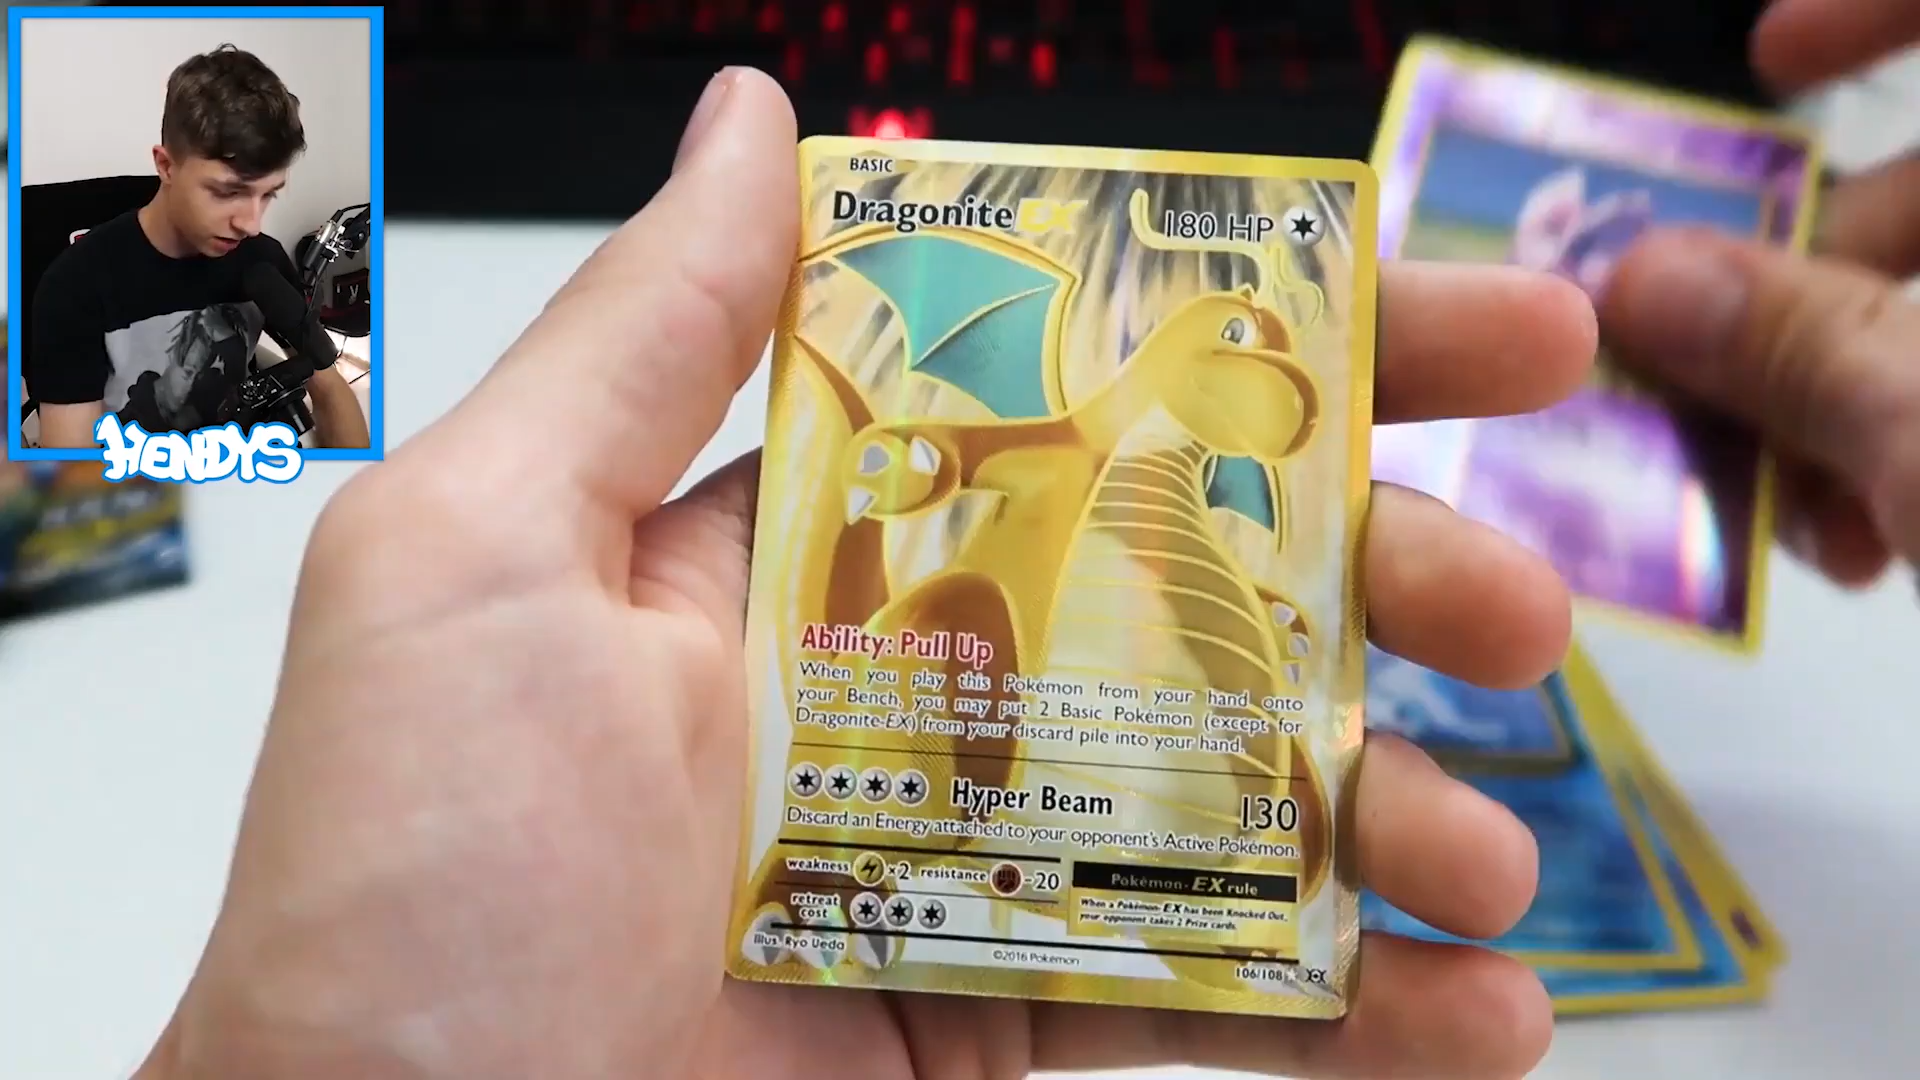 HENDYS
BASIC
Dragonite EX 180 HP
Ability: Pull Up
When you play this Pokémon from your hand onto
your Bench, you may put 2 Basic Pokémon (except for
Dragonite-EX) from your discard pile into your hand.
Hyper Beam 130
Discard an Energy attached to your opponent's Active Pokémon.
weakness ×2 resistance -20
retreat
cost
Pokémon-EX rule
When a Pokémon-EX has been Knocked Out,
your opponent takes 2 Prize cards.
Illus. Ryo Ueda
©2016 Pokémon
106/108